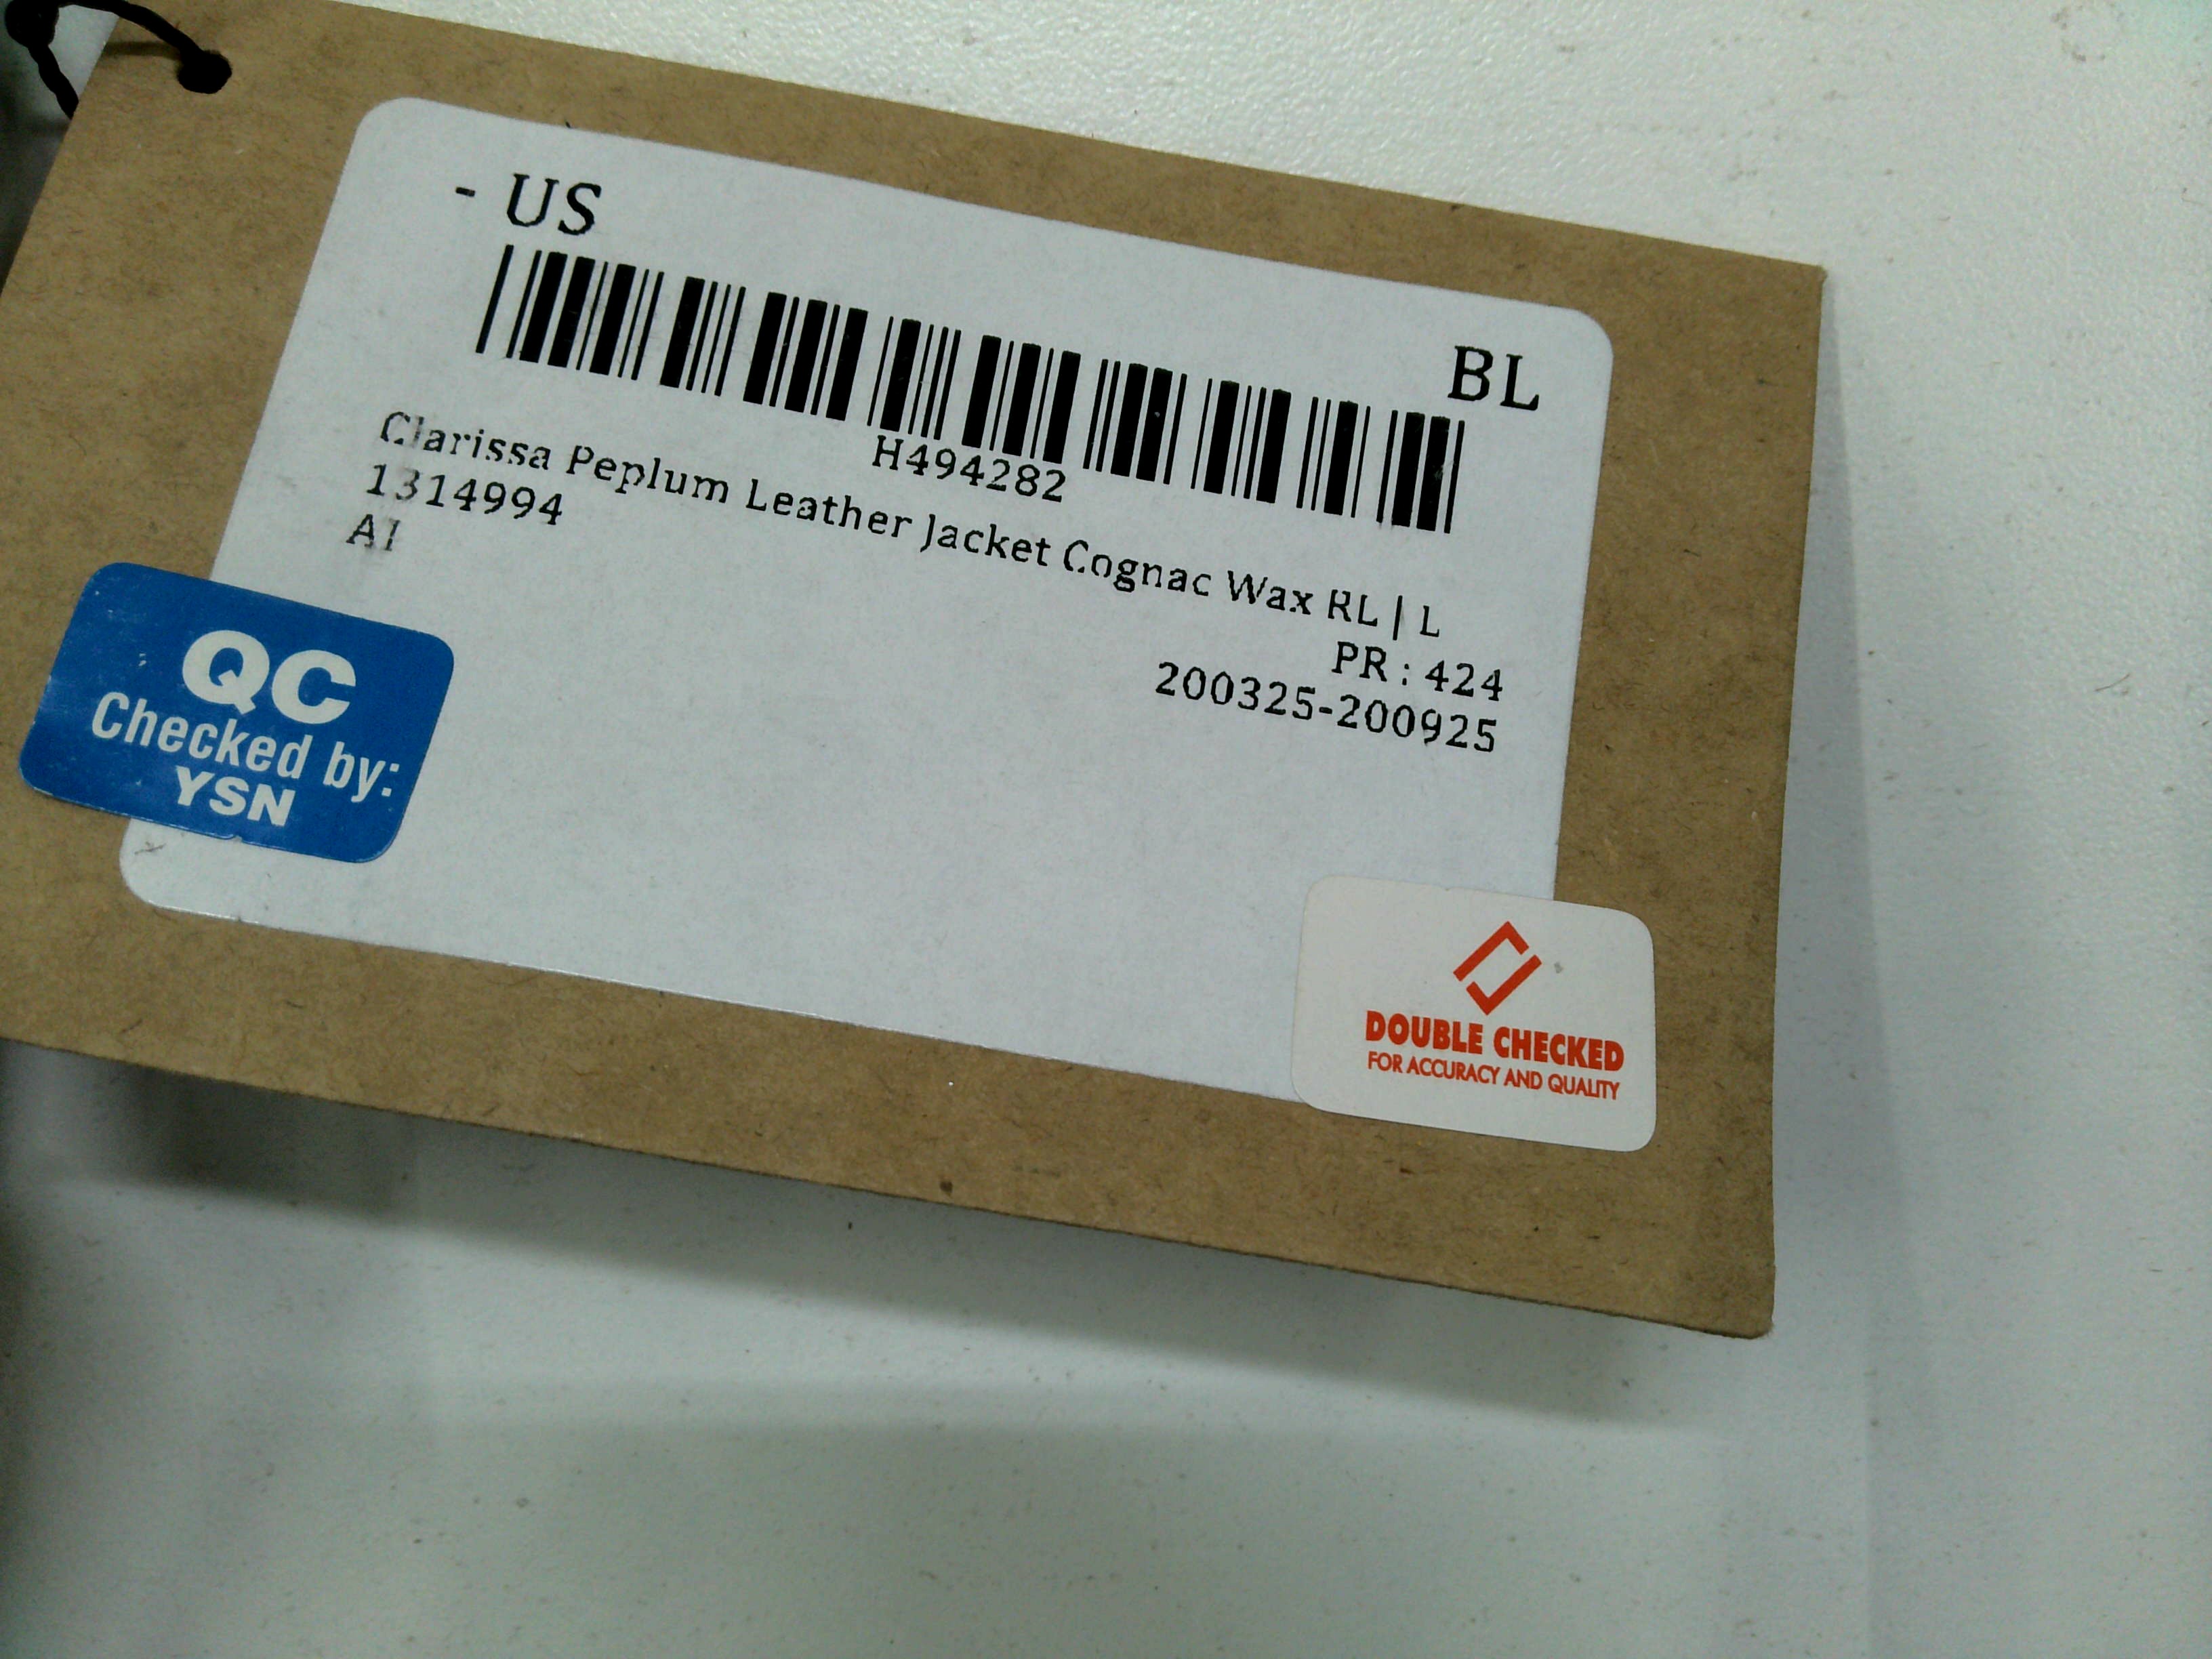 - US
BL
H494282
Clarissa Peplum Leather Jacket Cognac Wax RL | L
1314994
PR : 424
AI
200325-200925
QC
Checked by:
YSN
DOUBLE CHECKED
FOR ACCURACY AND QUALITY